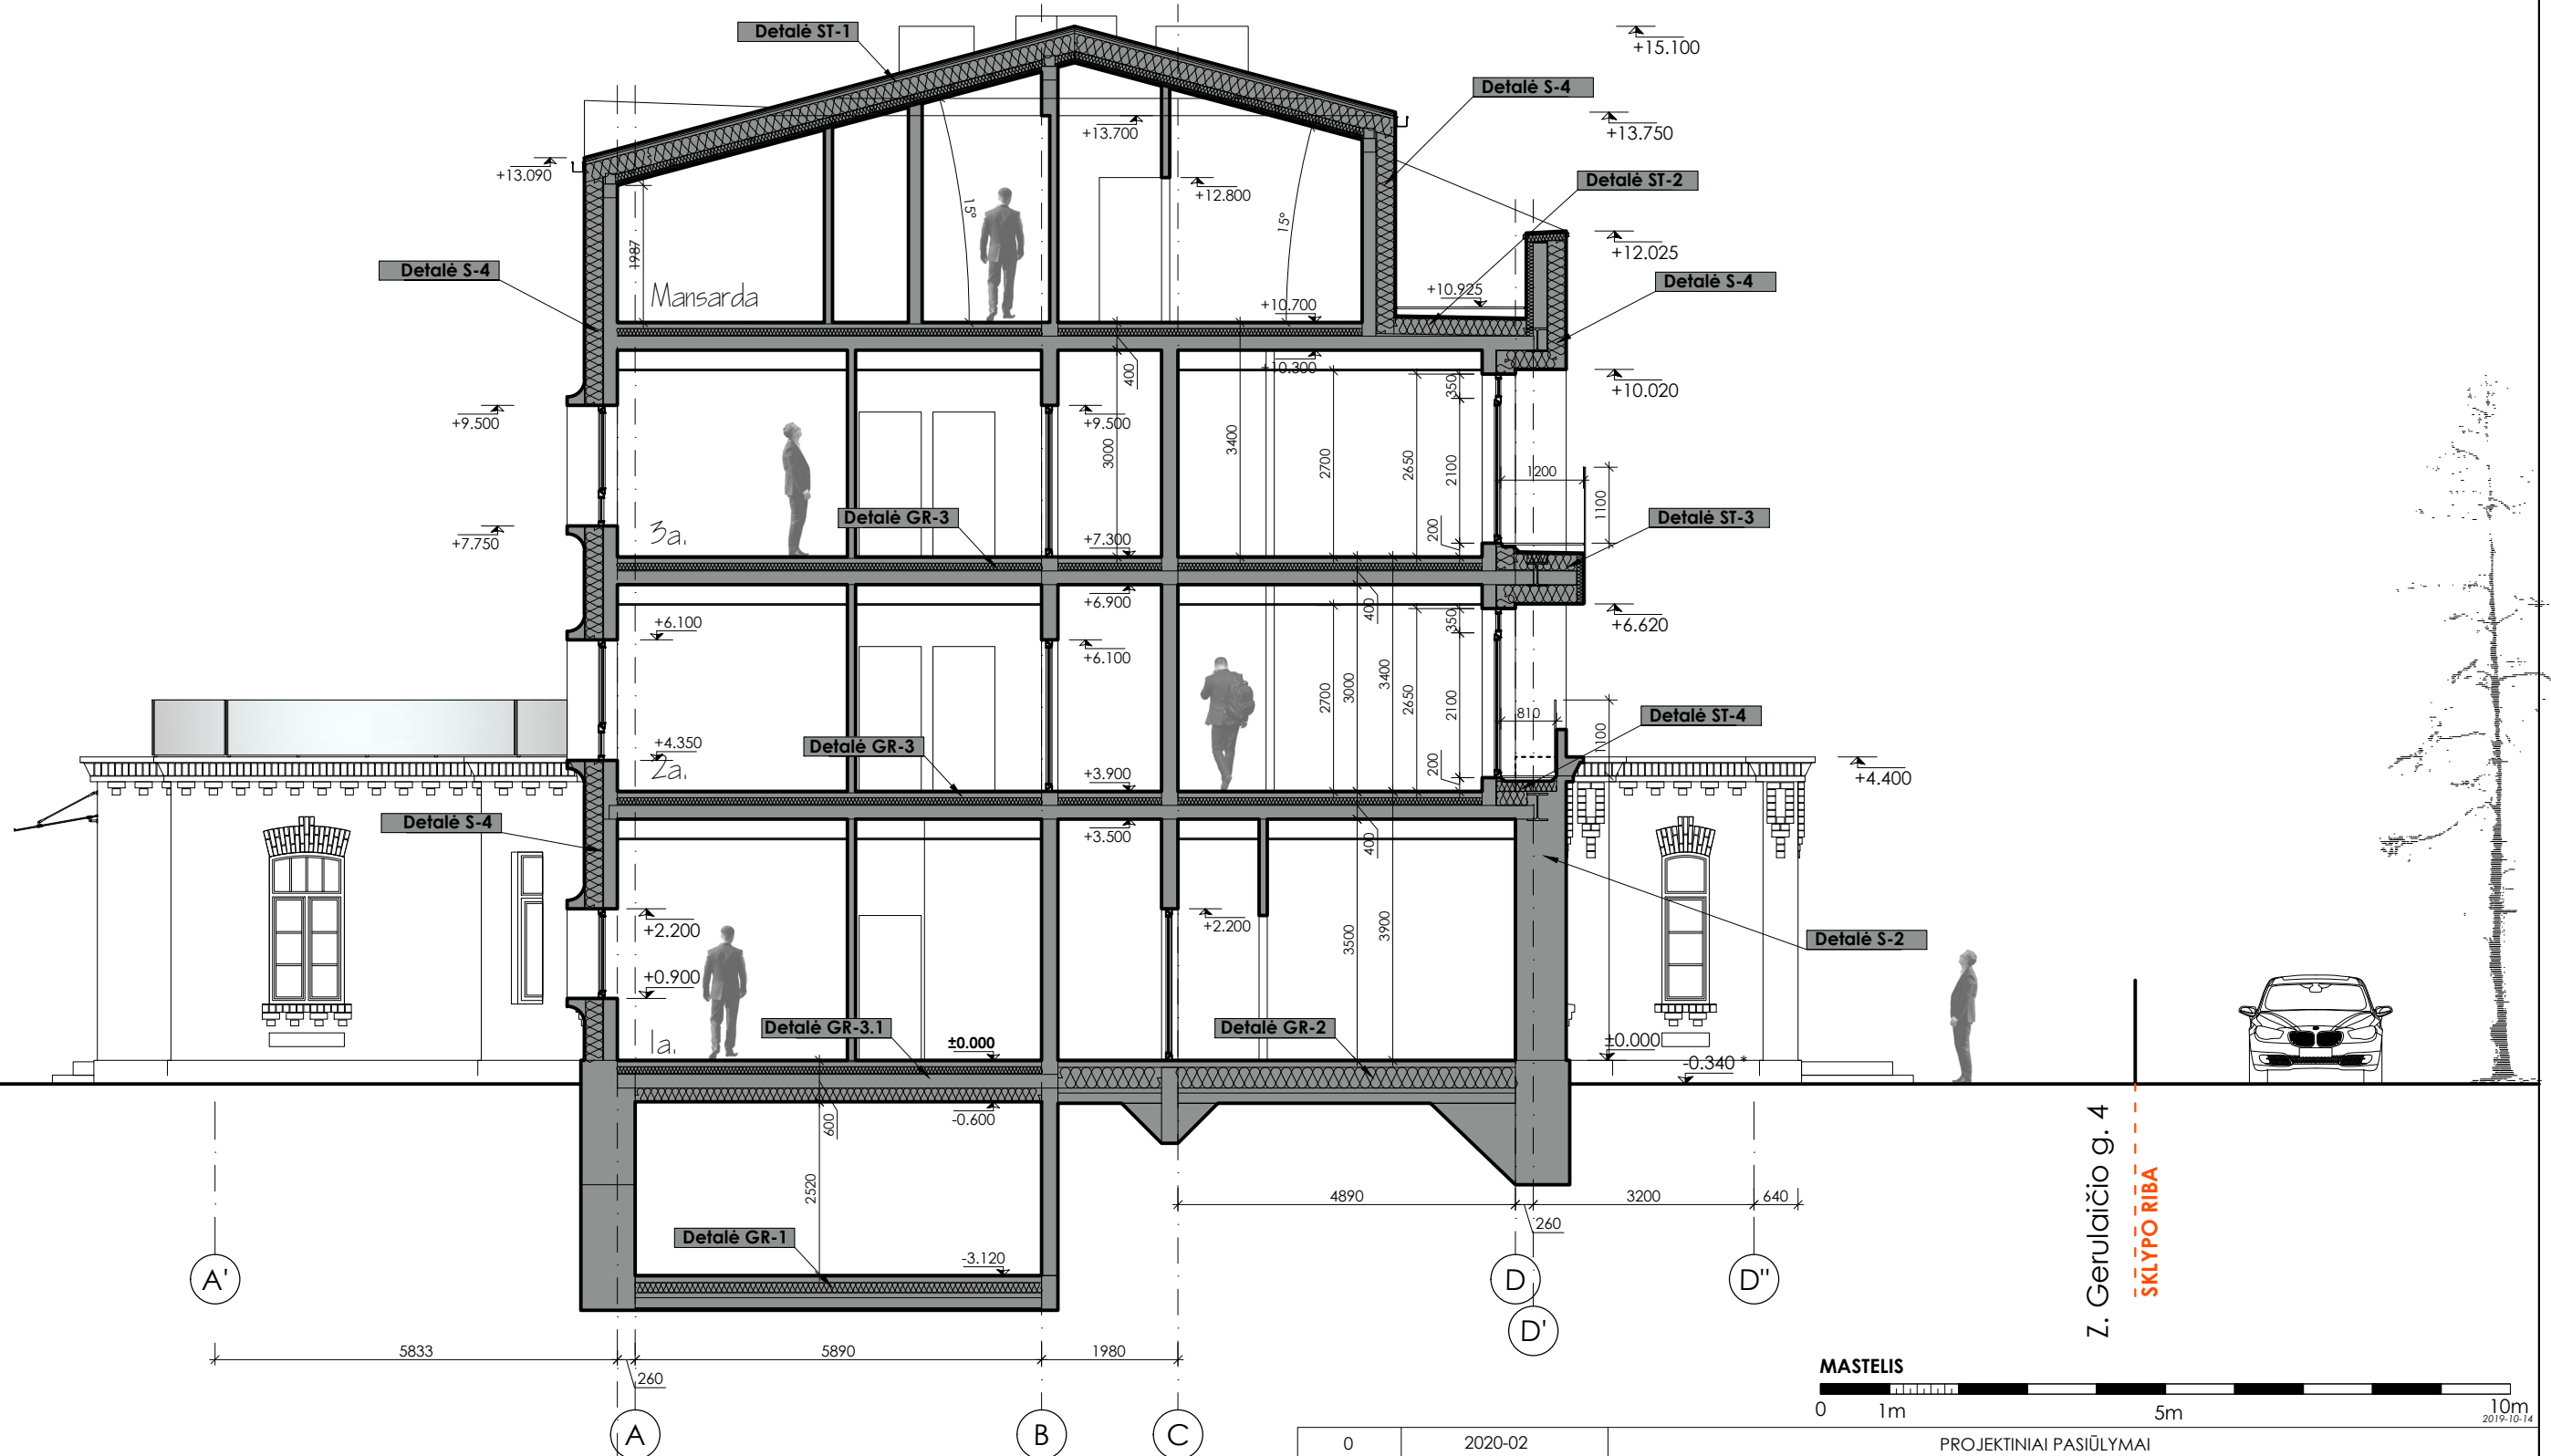 Detalė ST-1
+15.100
Detalė S-4
+13.750
+13.700
+13.090
Detalė ST-2
+12.800
15°
15°
1987
+12.025
Detalė S-4
Detalė S-4
Mansarda
+10.925
+10.700
+10.300
400
350
+10.020
+9.500
+9.500
3000
3400
2700
2650
2100
1200
1100
Detalė GR-3
Detalė ST-3
+7.750
3a.
+7.300
200
+6.900
400
+6.620
+6.100
+6.100
350
2700
3000
3400
2650
2100
810
Detalė ST-4
1100
+4.350
Detalė GR-3
2a.
+3.900
200
+4.400
Detalė S-4
+3.500
400
+2.200
+2.200
3500
3900
Detalė S-2
+0.900
Detalė GR-3.1
Detalė GR-2
1a.
±0.000
±0.000
-0.340 *
600
-0.600
2520
Detalė GR-1
-3.120
4890
260
3200
640
A'
D
D''
D'
Z. Gerulaičio g. 4
SKLYPO RIBA
5833
260
5890
1980
A
B
C
MASTELIS
0
1m
5m
10m
2019-10-14
0
2020-02
PROJEKTINIAI PASIŪLYMAI